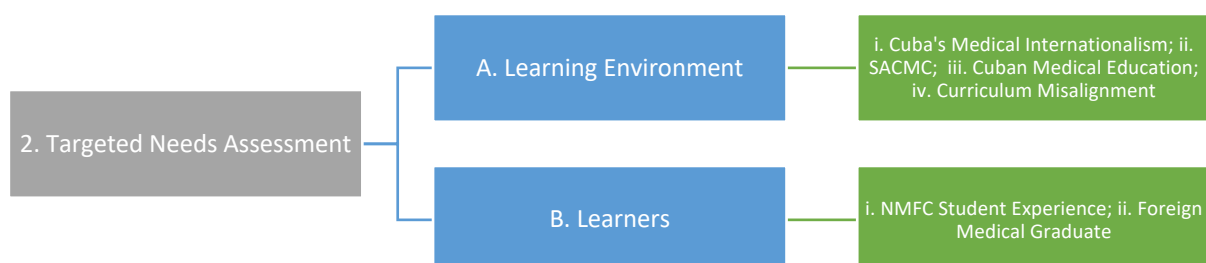 2. Targeted Needs Assessment
A. Learning Environment
i. Cuba's Medical Internationalism; ii.
SACMC;  iii. Cuban Medical Education;
iv. Curriculum Misalignment
B. Learners
i. NMFC Student Experience; ii. Foreign
Medical Graduate